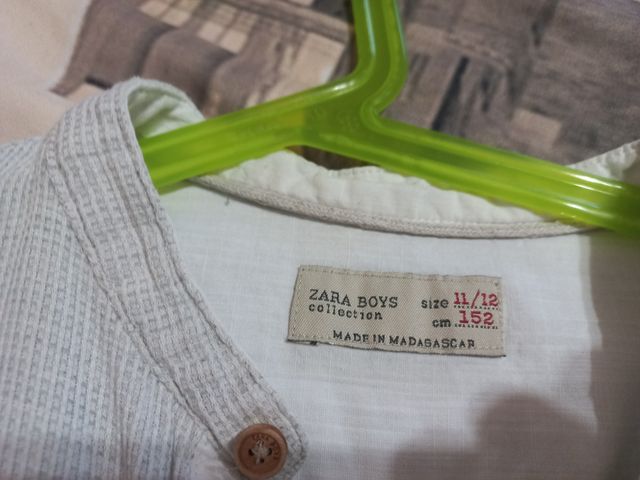 ZARA BOYS size 11/12
collection cm 152
MADE IN MADAGASCAR